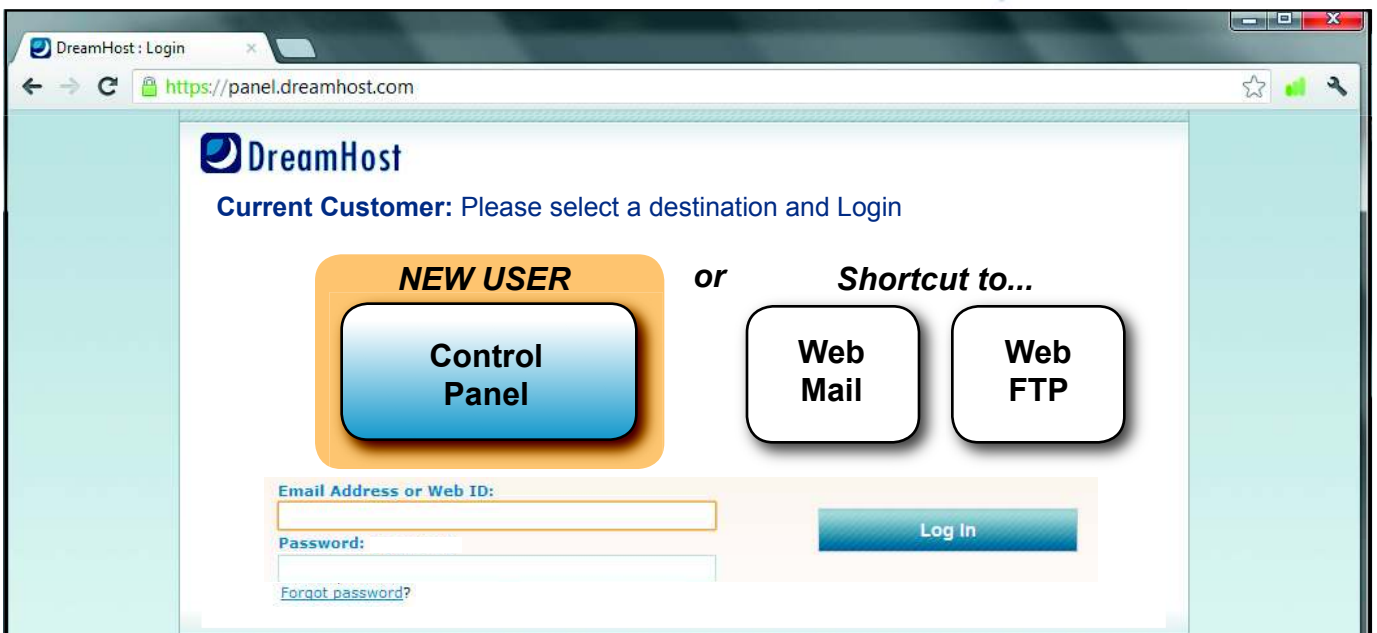 DreamHost : Login
https://panel.dreamhost.com
DreamHost
Current Customer: Please select a destination and Login
NEW USER or Shortcut to...
Control
Panel
Web
Mail
Web
FTP
Email Address or Web ID:
Log In
Password:
Forgot password?